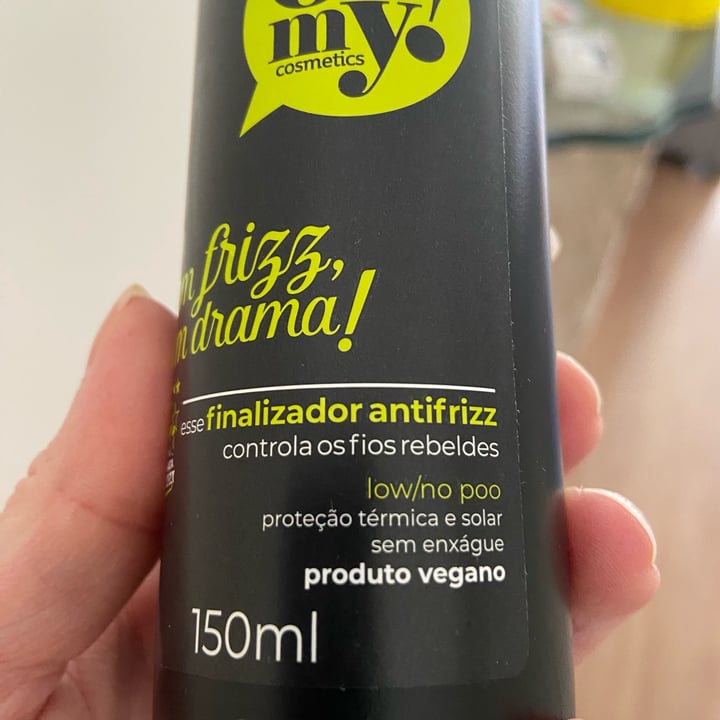 my!
cosmetics
frizz,
drama!
esse finalizador antifrizz
controla os fios rebeldes
low/no poo
proteção térmica e solar
sem enxágue
produto vegano
150ml